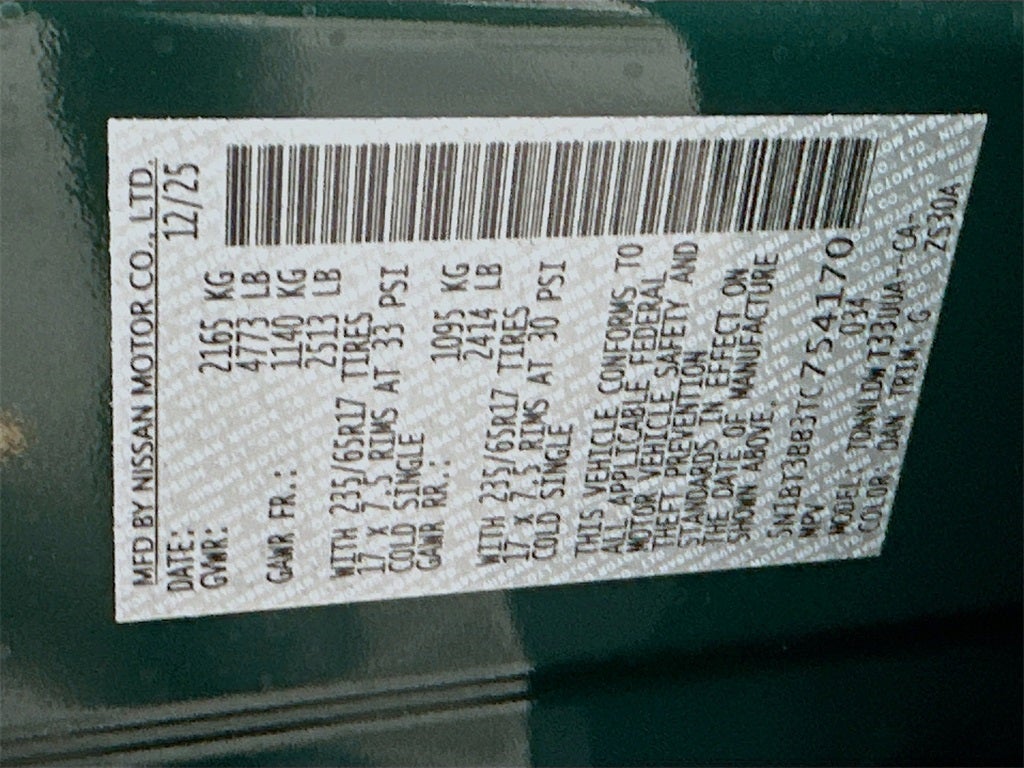 MFD BY NISSAN MOTOR CO., LTD.
DATE: 12/25
GVWR: 2165 KG
4773 LB
GAWR FR.: 1140 KG
2513 LB
WITH 235/65R17 TIRES
17 X 7.5 RIMS AT 33 PSI
COLD SINGLE
GAWR RR.: 1095 KG
2414 LB
WITH 235/65R17 TIRES
17 X 7.5 RIMS AT 30 PSI
COLD SINGLE
THIS VEHICLE CONFORMS TO
ALL APPLICABLE FEDERAL
MOTOR VEHICLE SAFETY AND
THEFT PREVENTION
STANDARDS IN EFFECT ON
THE DATE OF MANUFACTURE
SHOWN ABOVE.
5N1BT3BB3TC754170
MPV 034
MODEL
COLOR DAN TRIM G ZS30A